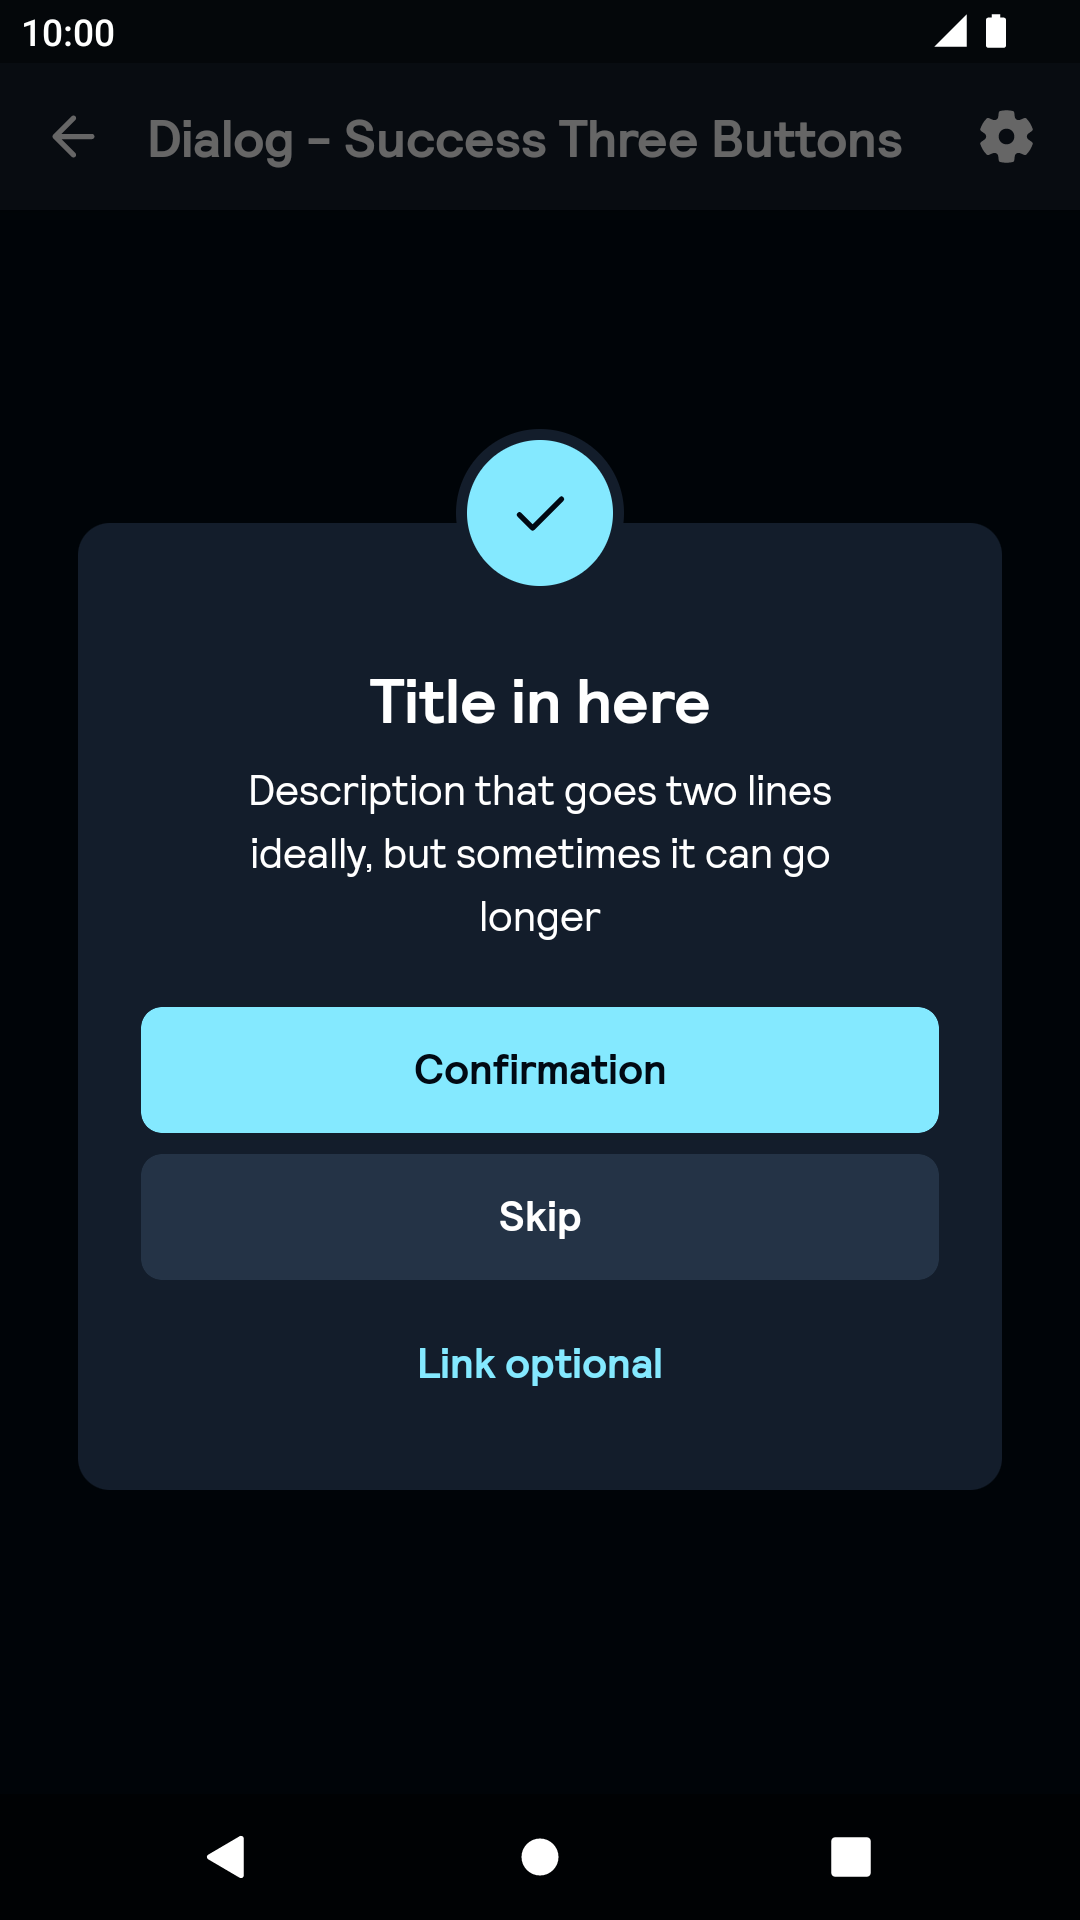 10:00
Dialog - Success Three Buttons
Title in here
Description that goes two lines
ideally, but sometimes it can go
longer
Confirmation
Skip
Link optional